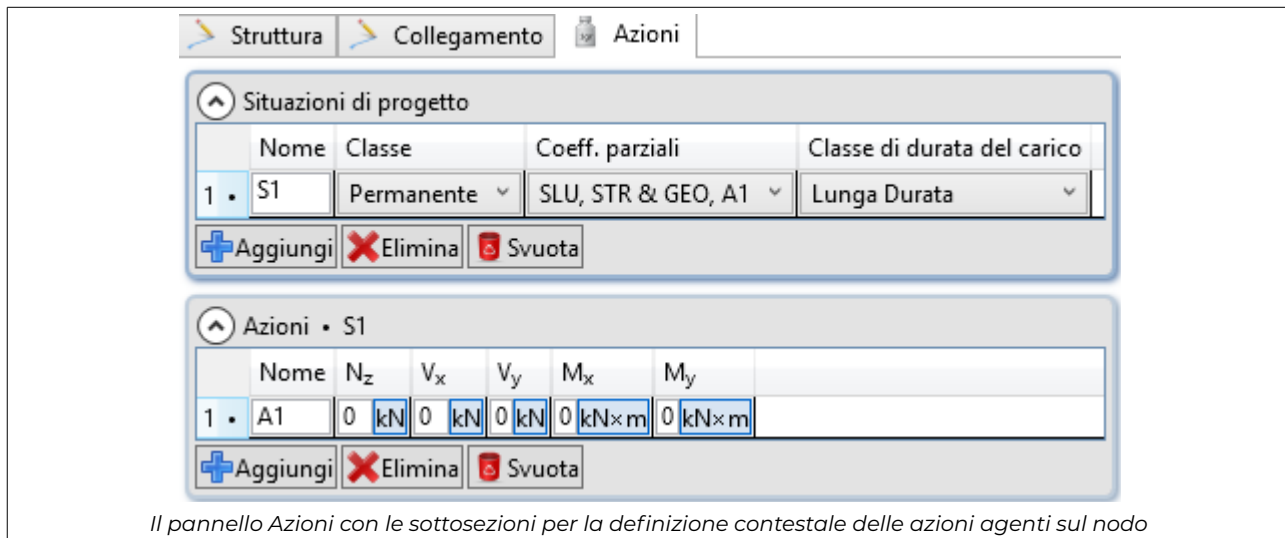 Struttura Collegamento Azioni
Situazioni di progetto
Nome Classe Coeff. parziali Classe di durata del carico
1 • S1 Permanente SLU, STR & GEO, A1 Lunga Durata
Aggiungi Elimina Svuota
Azioni • S1
Nome Nz Vx Vy Mx My
1 • A1 0 kN 0 kN 0 kN 0 kN×m 0 kN×m
Aggiungi Elimina Svuota
Il pannello Azioni con le sottosezioni per la definizione contestale delle azioni agenti sul nodo